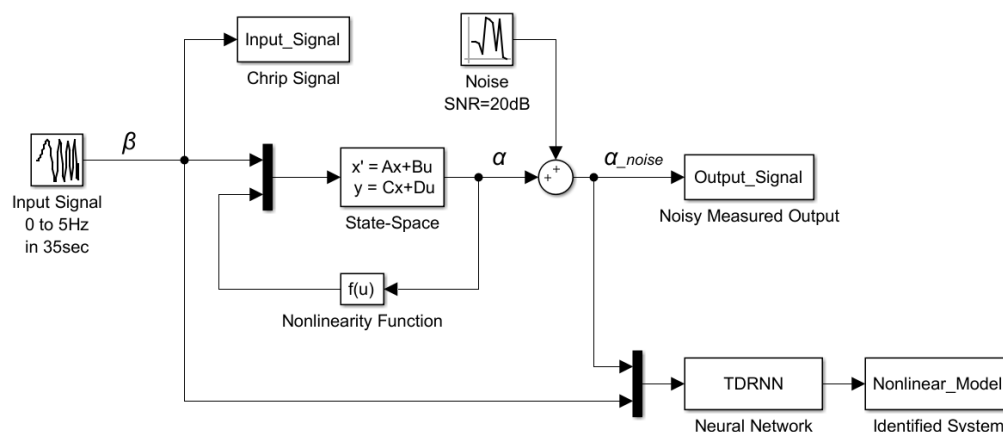 Input_Signal
Chrip Signal
Noise
SNR=20dB
β
Input Signal
0 to 5Hz
in 35sec
x' = Ax+Bu
y = Cx+Du
State-Space
α
+
+
α_noise
Output_Signal
Noisy Measured Output
f(u)
Nonlinearity Function
TDRNN
Neural Network
Nonlinear_Model
Identified System